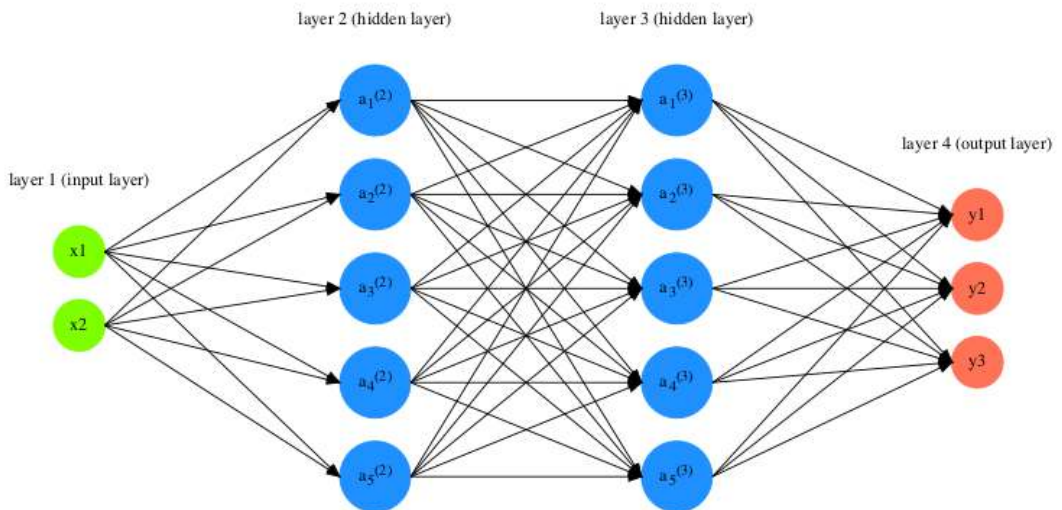 layer 2 (hidden layer)
layer 3 (hidden layer)
layer 4 (output layer)
layer 1 (input layer)
a₁⁽²⁾
a₂⁽²⁾
a₃⁽²⁾
a₄⁽²⁾
a₅⁽²⁾
a₁⁽³⁾
a₂⁽³⁾
a₃⁽³⁾
a₄⁽³⁾
a₅⁽³⁾
x1
x2
y1
y2
y3